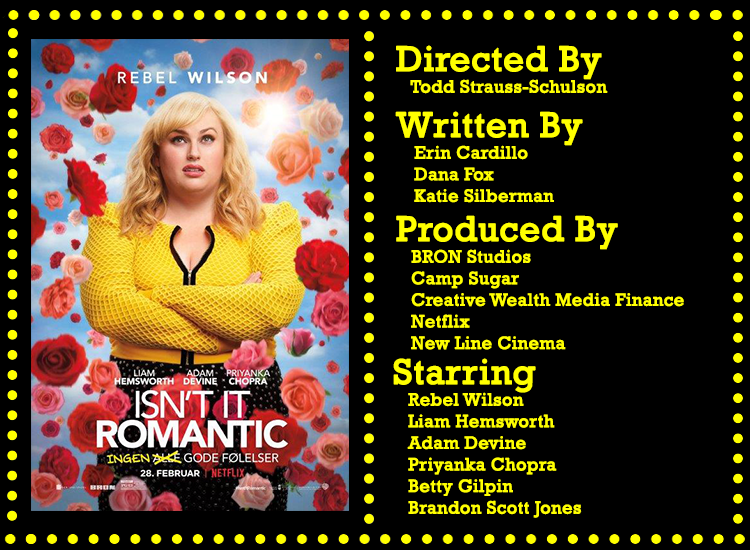 REBEL WILSON
LIAM HEMSWORTH
ADAM DEVINE
PRIYANKA CHOPRA
ISN'T IT
ROMANTIC
INGEN ALLE GODE FØLELSER
28. FEBRUAR | NETFLIX
BRON
Directed By
Todd Strauss-Schulson
Written By
Erin Cardillo
Dana Fox
Katie Silberman
Produced By
BRON Studios
Camp Sugar
Creative Wealth Media Finance
Netflix
New Line Cinema
Starring
Rebel Wilson
Liam Hemsworth
Adam Devine
Priyanka Chopra
Betty Gilpin
Brandon Scott Jones